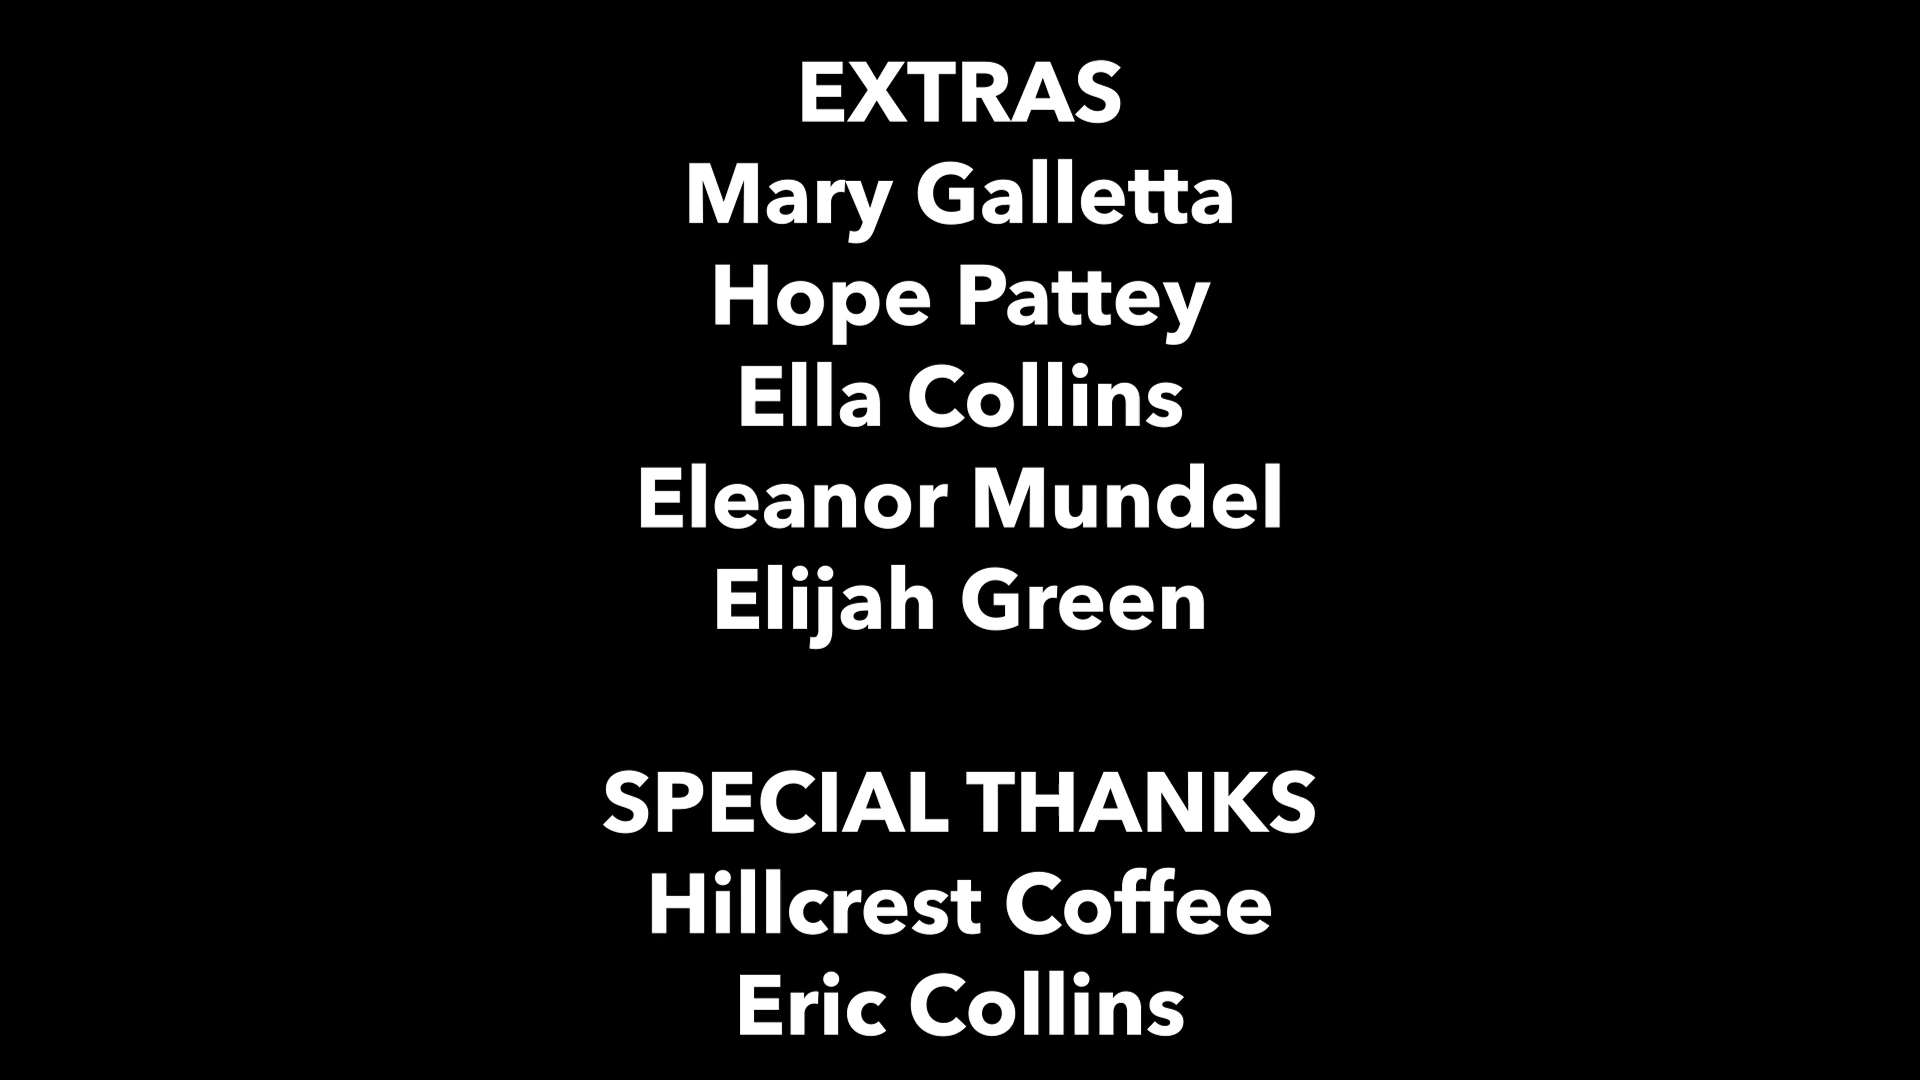 EXTRAS
Mary Galletta
Hope Pattey
Ella Collins
Eleanor Mundel
Elijah Green
SPECIAL THANKS
Hillcrest Coffee
Eric Collins